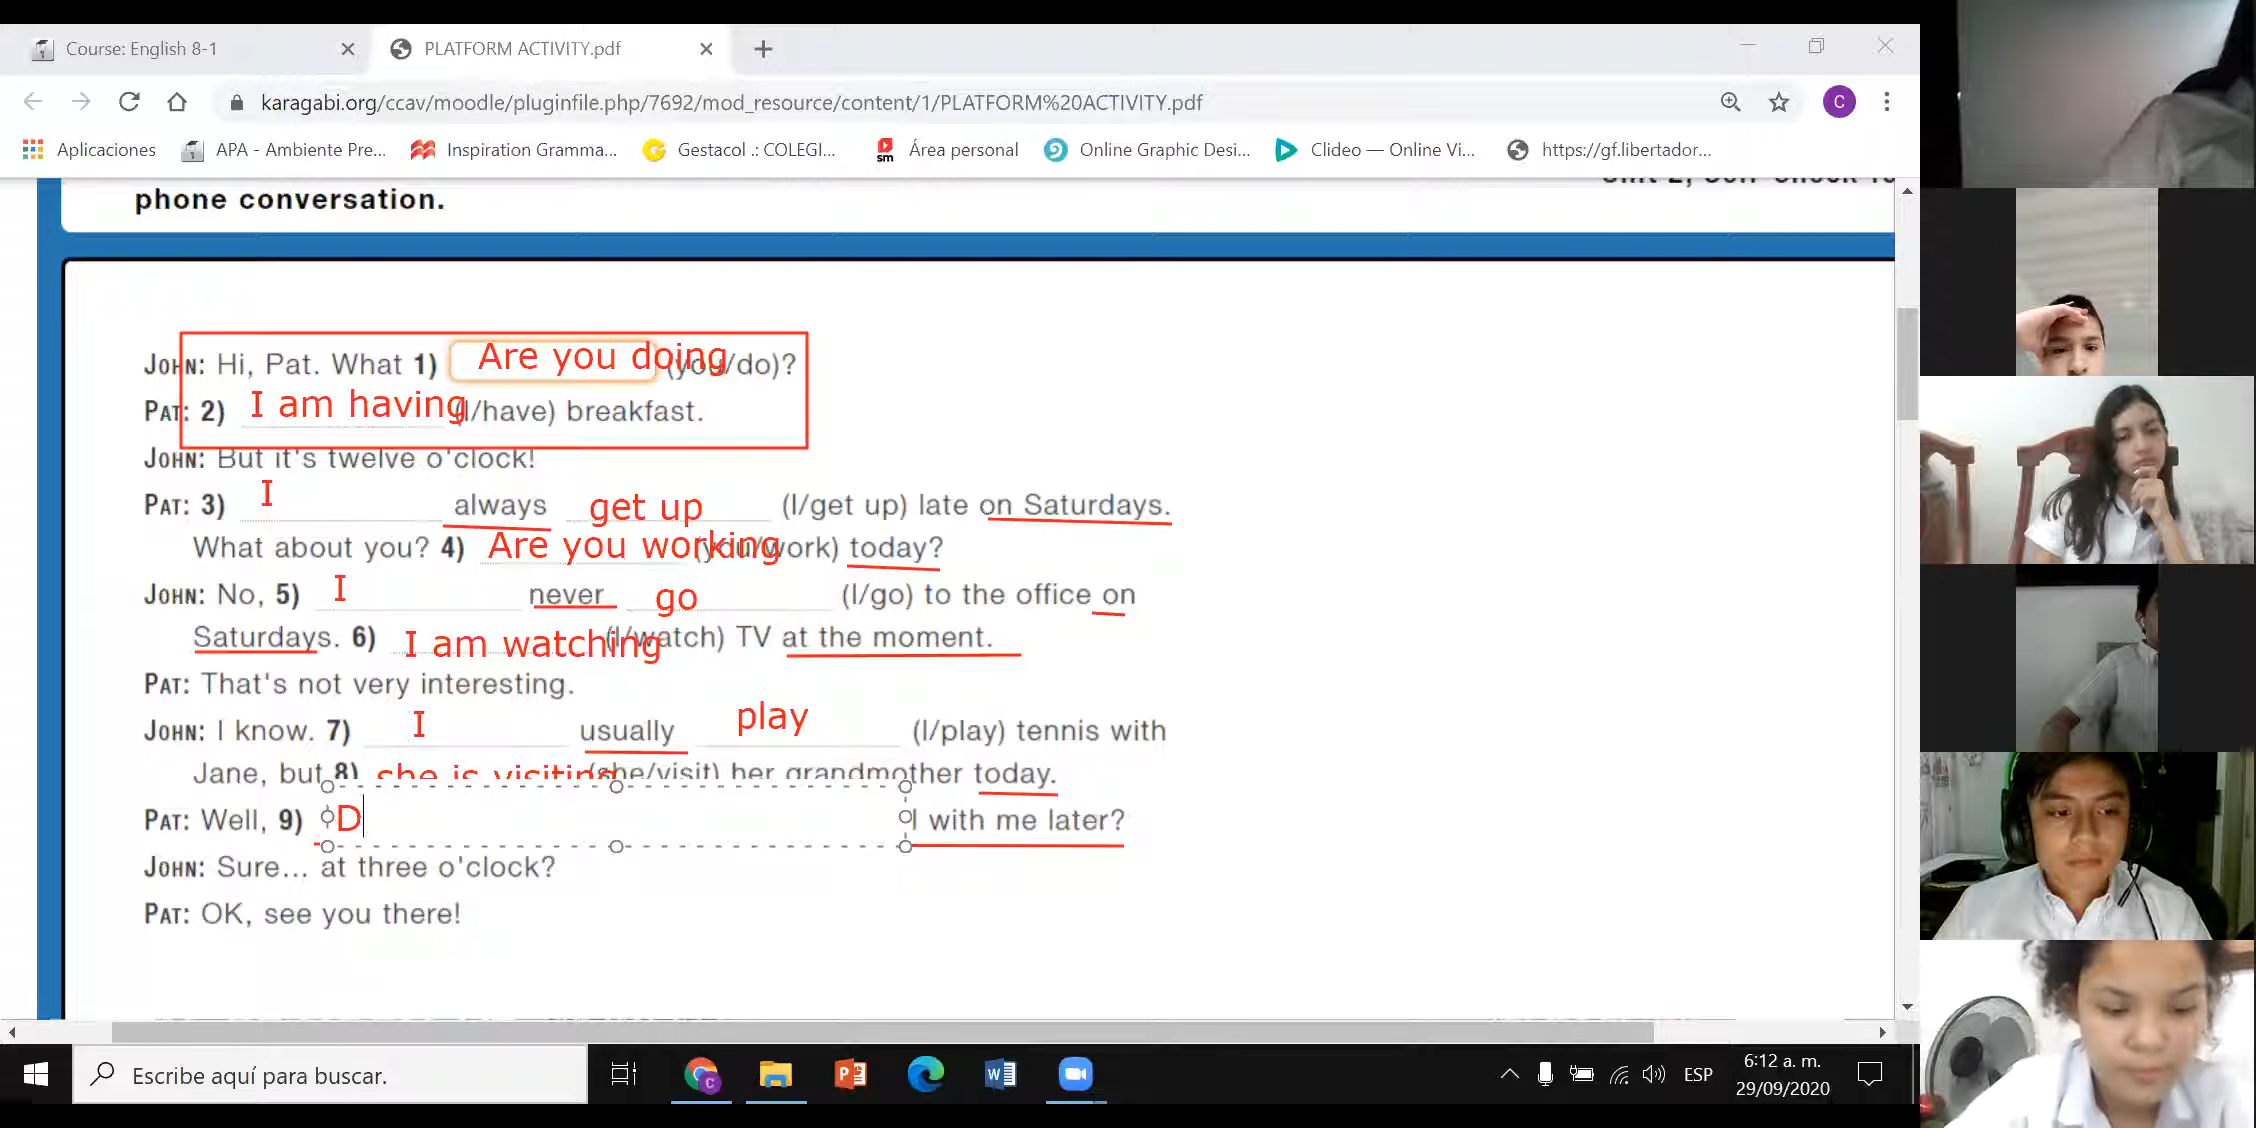 Course: English 8-1
PLATFORM ACTIVITY.pdf
karagabi.org/ccav/moodle/pluginfile.php/7692/mod_resource/content/1/PLATFORM%20ACTIVITY.pdf
C
Aplicaciones APA - Ambiente Pre... Inspiration Gramma... Gestacol .: COLEGI... sm Área personal Online Graphic Desi... Clideo — Online Vi... https://gf.libertador...
phone conversation.
JOHN: Hi, Pat. What 1) Are you doing (you/do)?
PAT: 2) I am having (I/have) breakfast.
JOHN: But it's twelve o'clock!
PAT: 3) I always get up (I/get up) late on Saturdays.
What about you? 4) Are you working (you/work) today?
JOHN: No, 5) I never go (I/go) to the office on
Saturdays. 6) I am watching (I/watch) TV at the moment.
PAT: That's not very interesting.
JOHN: I know. 7) I usually play (I/play) tennis with
Jane, but 8) she is visiting (she/visit) her grandmother today.
PAT: Well, 9) D l with me later?
JOHN: Sure... at three o'clock?
PAT: OK, see you there!
Escribe aquí para buscar.
ESP
6:12 a. m.
29/09/2020